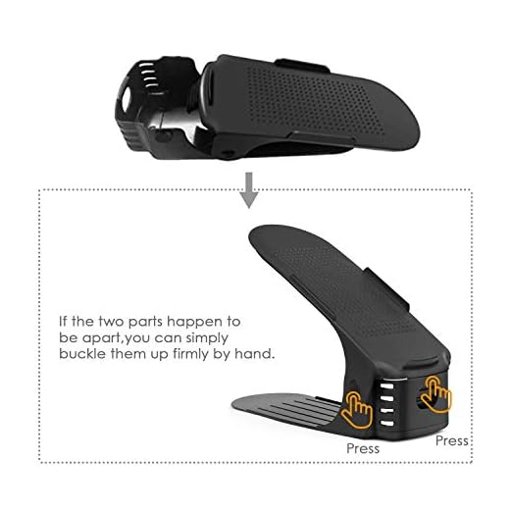 If the two parts happen to
be apart,you can simply
buckle them up firmly by hand.
Press
Press